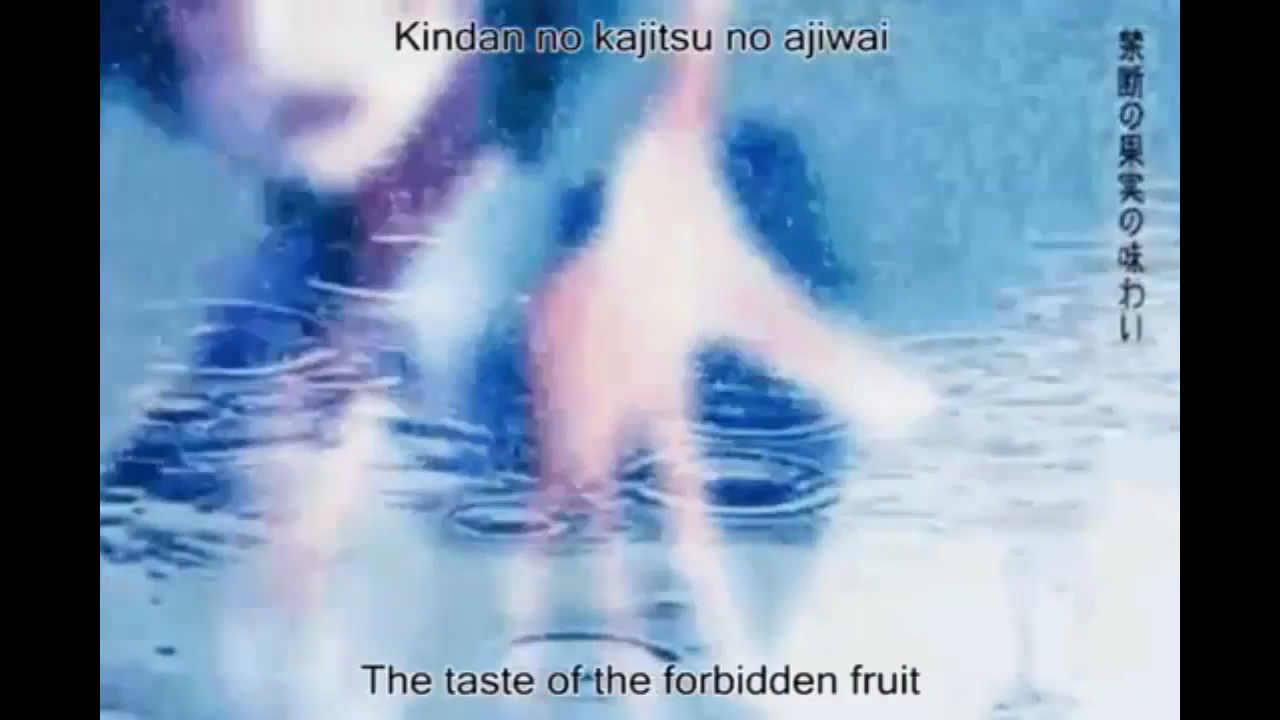 Kindan no kajitsu no ajiwai
禁断の果実の味わい
The taste of the forbidden fruit